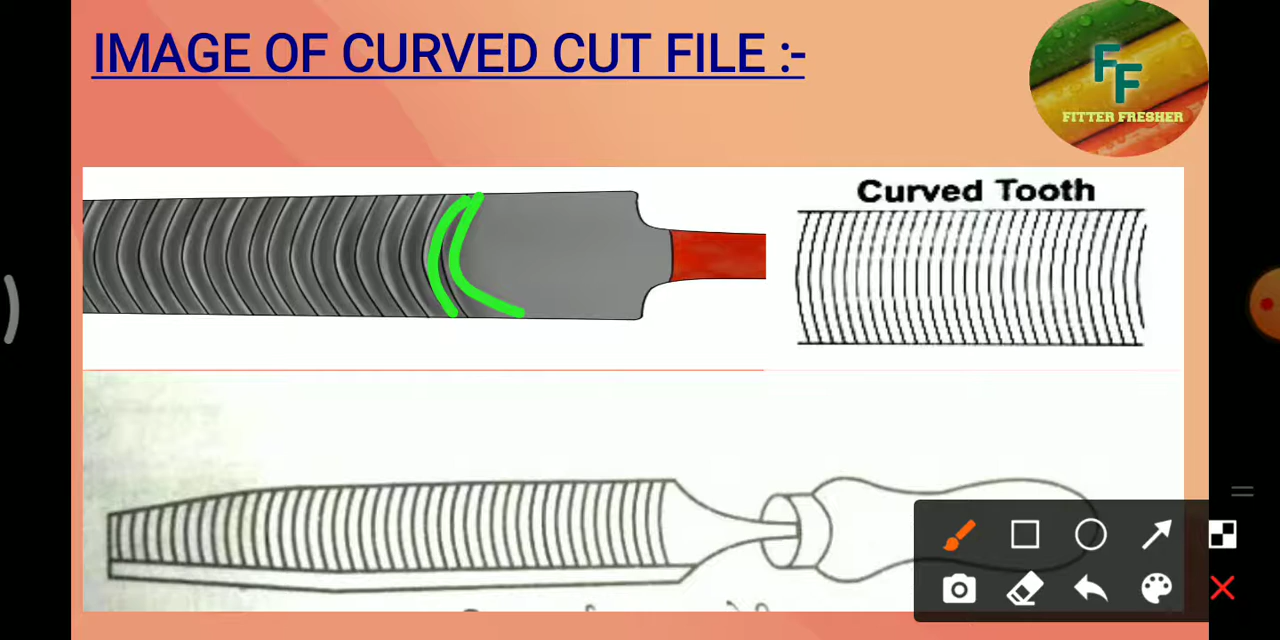 IMAGE OF CURVED CUT FILE :-
FF
FITTER FRESHER
Curved Tooth